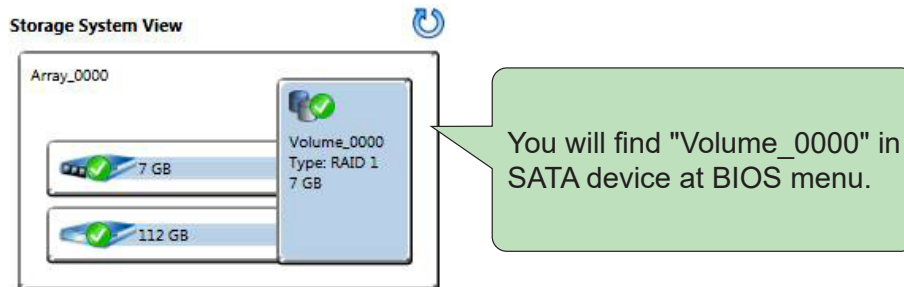 Storage System View
Array_0000
Volume_0000
Type: RAID 1
7 GB
7 GB
112 GB
You will find "Volume_0000" in
SATA device at BIOS menu.